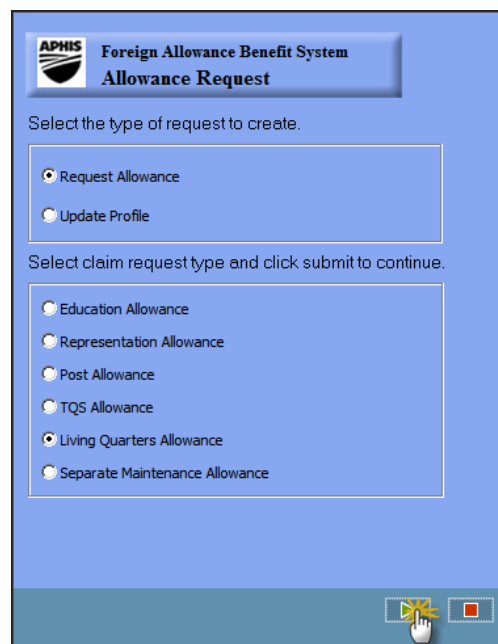 APHIS
Foreign Allowance Benefit System
Allowance Request
Select the type of request to create.
Request Allowance
Update Profile
Select claim request type and click submit to continue.
Education Allowance
Representation Allowance
Post Allowance
TQS Allowance
Living Quarters Allowance
Separate Maintenance Allowance